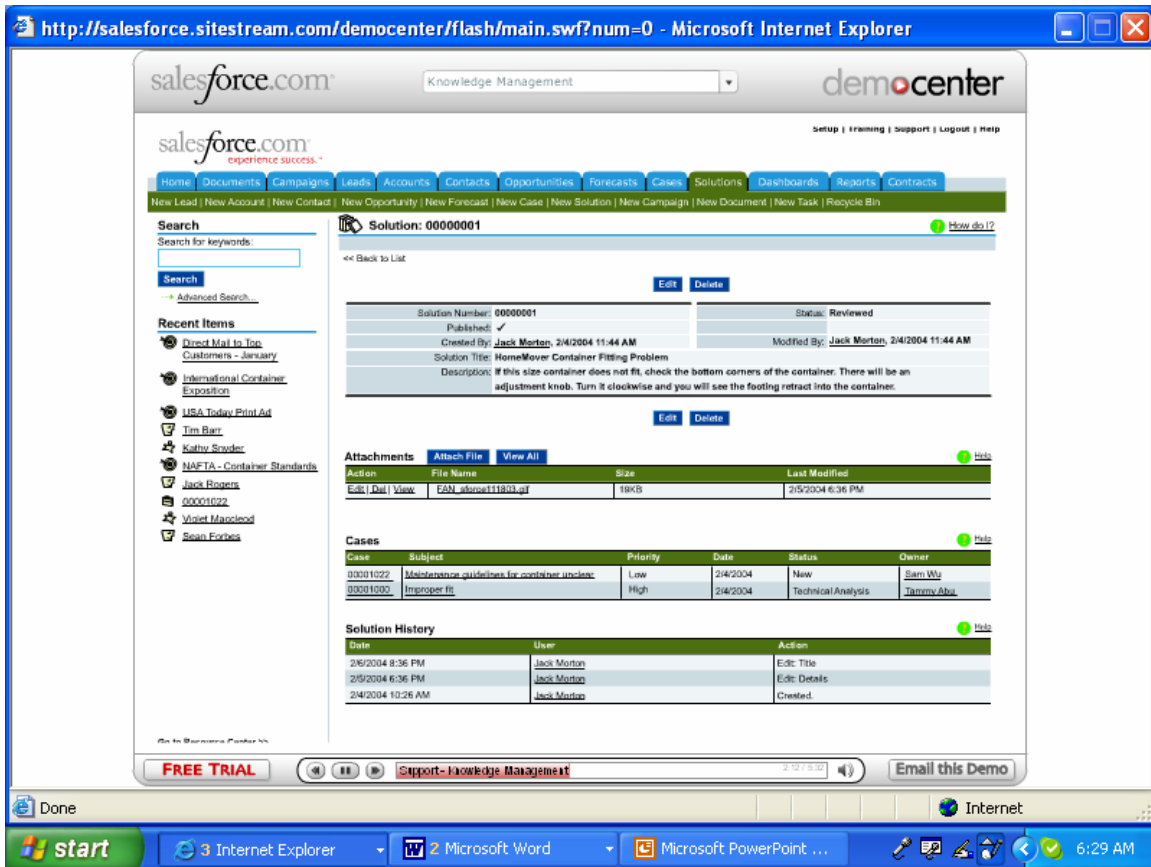 http://salesforce.sitestream.com/democenter/flash/main.swf?num=0 - Microsoft Internet Explorer
salesforce.com
Knowledge Management
democenter
Setup | Training | Support | Logout | Help
salesforce.com
experience success.
Home Documents Campaigns Leads Accounts Contacts Opportunities Forecasts Cases Solutions Dashboards Reports Contracts
New Lead | New Account | New Contact | New Opportunity | New Forecast | New Case | New Solution | New Campaign | New Document | New Task | Recycle Bin
Search
Search for keywords:
Search
Advanced Search...
Recent Items
Direct Mail to Top
Customers - January
International Container
Exposition
USA Today Print Ad
Tim Barr
Kathy Snyder
NAFTA - Container Standards
Jack Rogers
00001022
Violet Maccleod
Sean Forbes
Go to Resource Center >>
Solution: 00000001
How do I?
<< Back to List
Edit Delete
Solution Number: 00000001 Status: Reviewed
Published: ✓
Created By: Jack Morton, 2/4/2004 11:44 AM Modified By: Jack Morton, 2/4/2004 11:44 AM
Solution Title: HomeMover Container Fitting Problem
Description: If this size container does not fit, check the bottom corners of the container. There will be an
adjustment knob. Turn it clockwise and you will see the footing retract into the container.
Edit Delete
Attachments Attach File View All Help
Action File Name Size Last Modified
Edit | Del | View EAN_sforce111803.gif 19KB 2/5/2004 6:36 PM
Cases Help
Case Subject Priority Date Status Owner
00001022 Maintenance guidelines for container unclear Low 2/4/2004 New Sam Wu
00001000 Improper fit High 2/4/2004 Technical Analysis Tammy Abu
Solution History Help
Date User Action
2/6/2004 8:36 PM Jack Morton Edit: Title
2/5/2004 6:36 PM Jack Morton Edit: Details
2/4/2004 10:26 AM Jack Morton Created.
FREE TRIAL
Support- Knowledge Management
2:12 / 5:32
Email this Demo
Done
Internet
start
3 Internet Explorer
2 Microsoft Word
Microsoft PowerPoint ...
6:29 AM